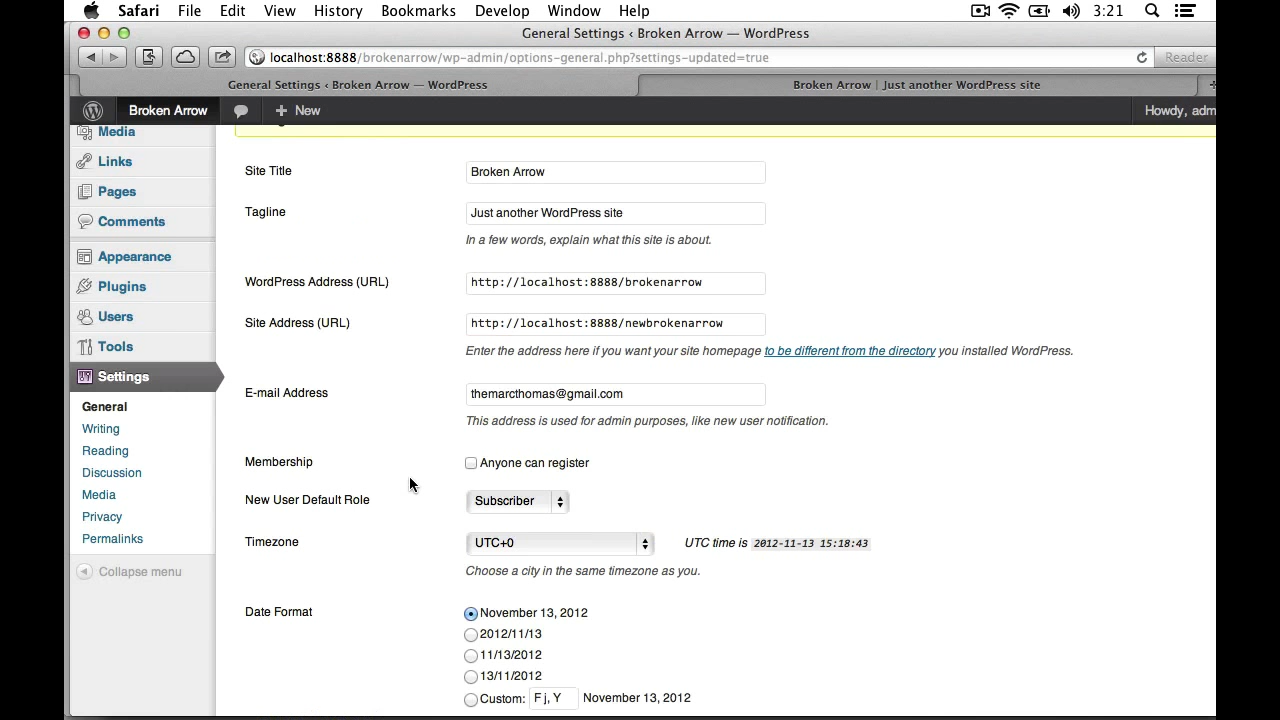 Safari File Edit View History Bookmarks Develop Window Help 3:21
General Settings ‹ Broken Arrow — WordPress
localhost:8888/brokenarrow/wp-admin/options-general.php?settings-updated=true Reader
General Settings ‹ Broken Arrow — WordPress Broken Arrow | Just another WordPress site
Broken Arrow + New Howdy, adm
Media
Links
Pages
Comments
Appearance
Plugins
Users
Tools
Settings
General
Writing
Reading
Discussion
Media
Privacy
Permalinks
Collapse menu
Site Title Broken Arrow
Tagline Just another WordPress site
In a few words, explain what this site is about.
WordPress Address (URL) http://localhost:8888/brokenarrow
Site Address (URL) http://localhost:8888/newbrokenarrow
Enter the address here if you want your site homepage to be different from the directory you installed WordPress.
E-mail Address themarcthomas@gmail.com
This address is used for admin purposes, like new user notification.
Membership Anyone can register
New User Default Role Subscriber
Timezone UTC+0 UTC time is 2012-11-13 15:18:43
Choose a city in the same timezone as you.
Date Format November 13, 2012
2012/11/13
11/13/2012
13/11/2012
Custom: F j, Y November 13, 2012